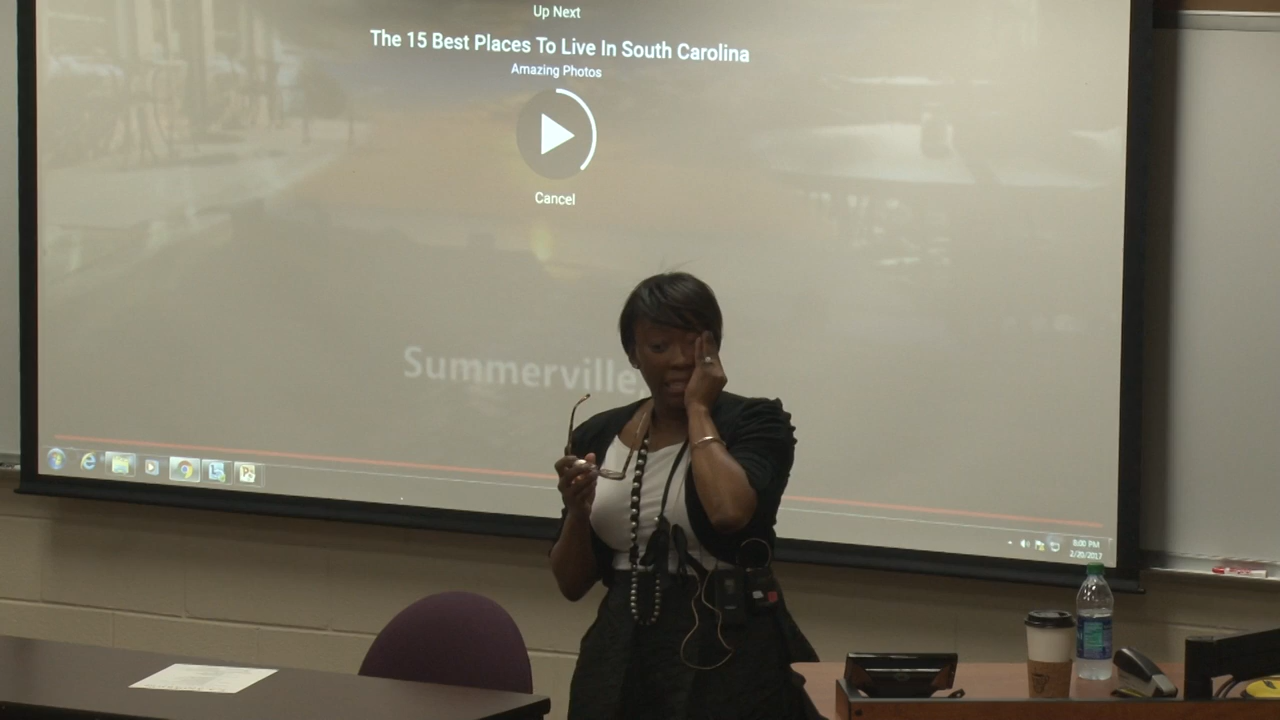 Up Next
The 15 Best Places To Live In South Carolina
Amazing Photos
Cancel
Summerville,
8:00 PM
2/20/2017